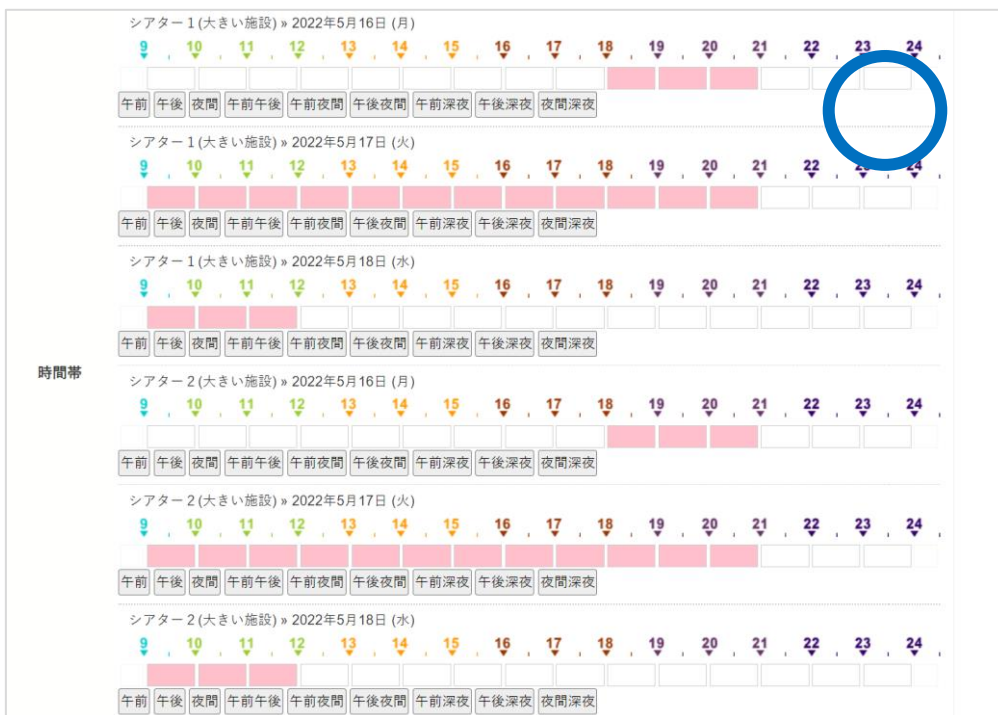 シアター１(大きい施設) » 2022年5月16日 (月)
9 10 11 12 13 14 15 16 17 18 19 20 21 22 23 24
午前 午後 夜間 午前午後 午前夜間 午後夜間 午前深夜 午後深夜 夜間深夜
シアター１(大きい施設) » 2022年5月17日 (火)
9 10 11 12 13 14 15 16 17 18 19 20 21 22 23 24
午前 午後 夜間 午前午後 午前夜間 午後夜間 午前深夜 午後深夜 夜間深夜
シアター１(大きい施設) » 2022年5月18日 (水)
9 10 11 12 13 14 15 16 17 18 19 20 21 22 23 24
午前 午後 夜間 午前午後 午前夜間 午後夜間 午前深夜 午後深夜 夜間深夜
時間帯
シアター２(大きい施設) » 2022年5月16日 (月)
9 10 11 12 13 14 15 16 17 18 19 20 21 22 23 24
午前 午後 夜間 午前午後 午前夜間 午後夜間 午前深夜 午後深夜 夜間深夜
シアター２(大きい施設) » 2022年5月17日 (火)
9 10 11 12 13 14 15 16 17 18 19 20 21 22 23 24
午前 午後 夜間 午前午後 午前夜間 午後夜間 午前深夜 午後深夜 夜間深夜
シアター２(大きい施設) » 2022年5月18日 (水)
9 10 11 12 13 14 15 16 17 18 19 20 21 22 23 24
午前 午後 夜間 午前午後 午前夜間 午後夜間 午前深夜 午後深夜 夜間深夜